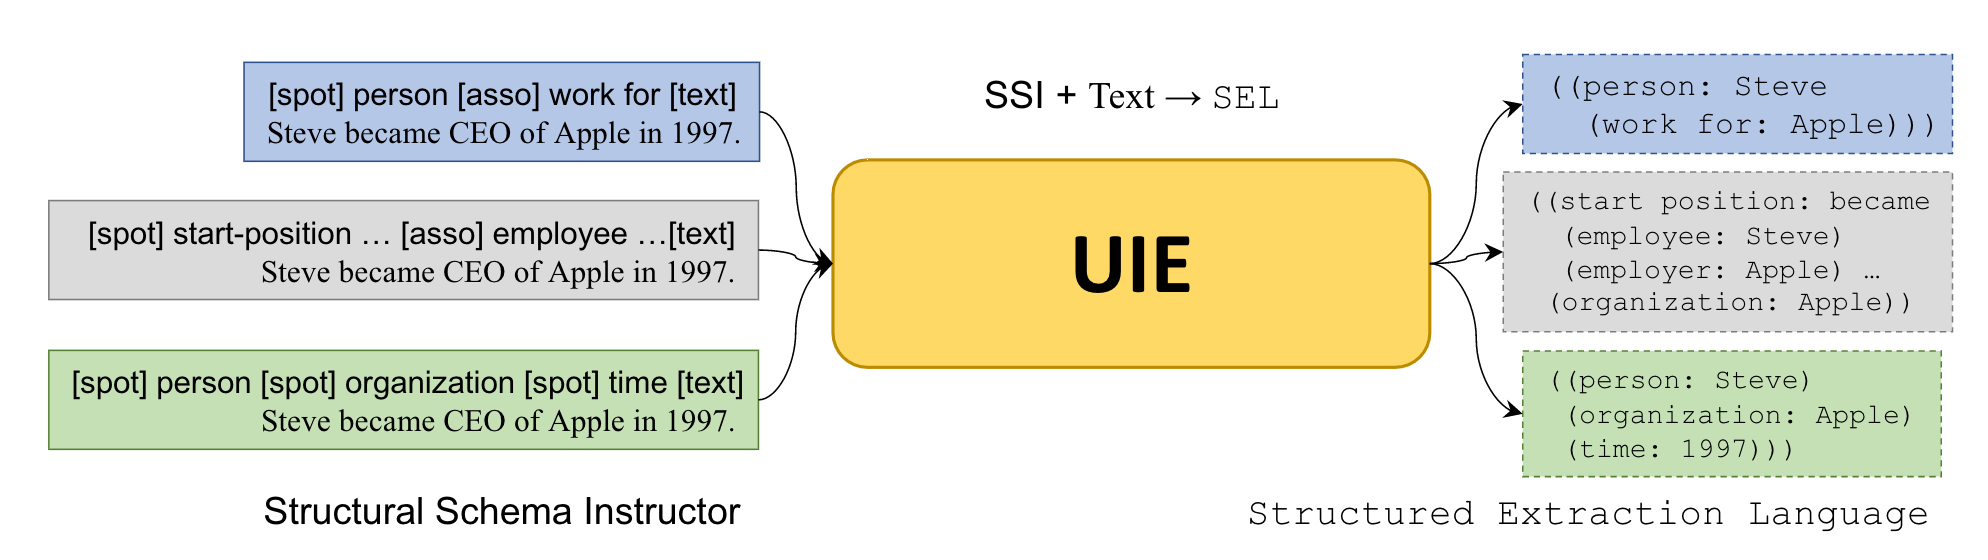 [spot] person [asso] work for [text]
Steve became CEO of Apple in 1997.
[spot] start-position … [asso] employee …[text]
Steve became CEO of Apple in 1997.
[spot] person [spot] organization [spot] time [text]
Steve became CEO of Apple in 1997.
Structural Schema Instructor
SSI + Text → SEL
UIE
((person: Steve
(work for: Apple)))
((start position: became
(employee: Steve)
(employer: Apple) …
(organization: Apple))
((person: Steve)
(organization: Apple)
(time: 1997)))
Structured Extraction Language